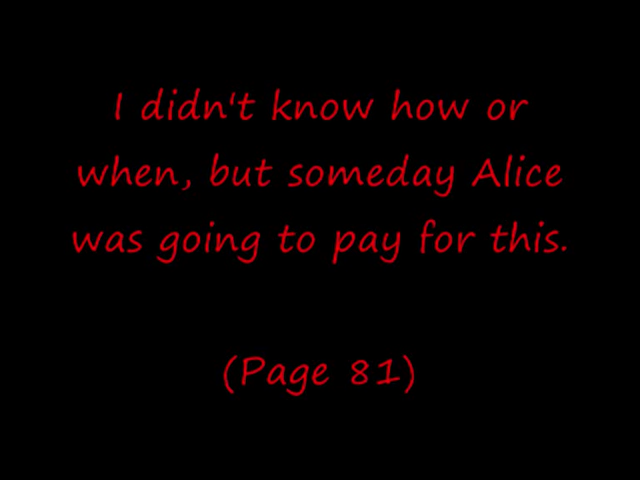 I didn't know how or
when, but someday Alice
was going to pay for this.
(Page 81)